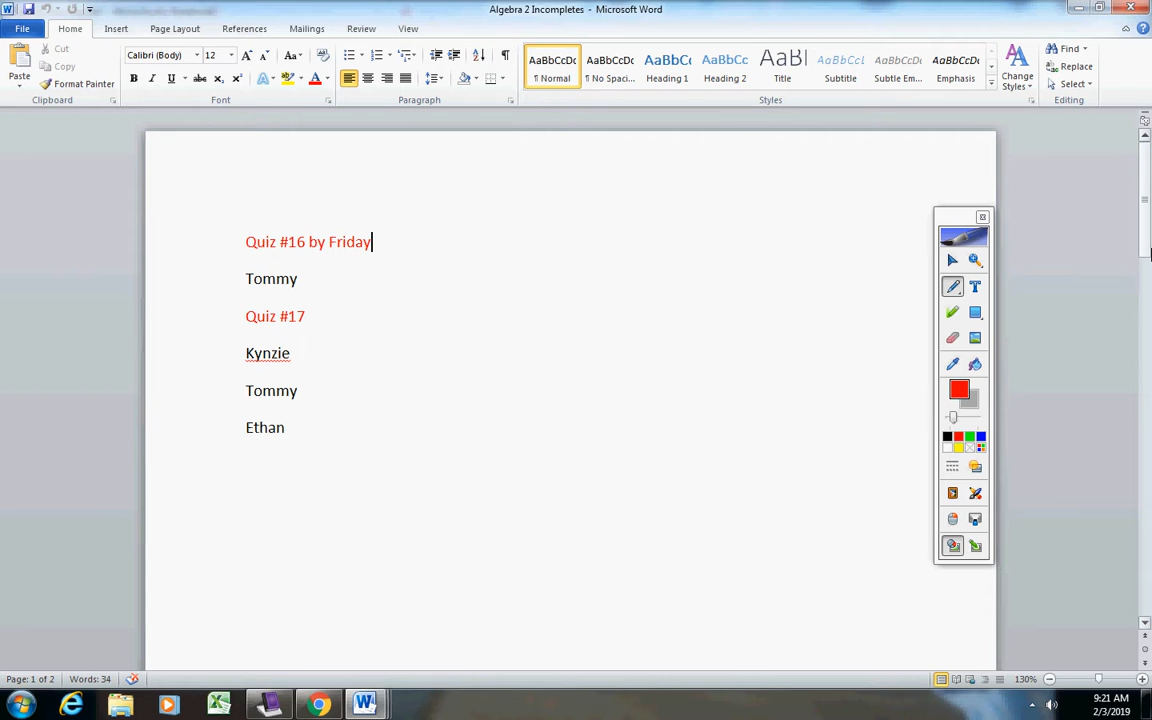 Algebra 2 Incompletes - Microsoft Word
File Home Insert Page Layout References Mailings Review View
Paste
Cut
Copy
Format Painter
Clipboard
Calibri (Body) 12
Font
Paragraph
AaBbCcDc AaBbCcDc AaBbCc AaBbCc AaBl AaBbCcL AaBbCcDc AaBbCcDc
¶ Normal ¶ No Spaci... Heading 1 Heading 2 Title Subtitle Subtle Em... Emphasis
Change Styles
Styles
Find
Replace
Select
Editing
Quiz #16 by Friday
Tommy
Quiz #17
Kynzie
Tommy
Ethan
Page: 1 of 2 Words: 34 130%
9:21 AM
2/3/2019